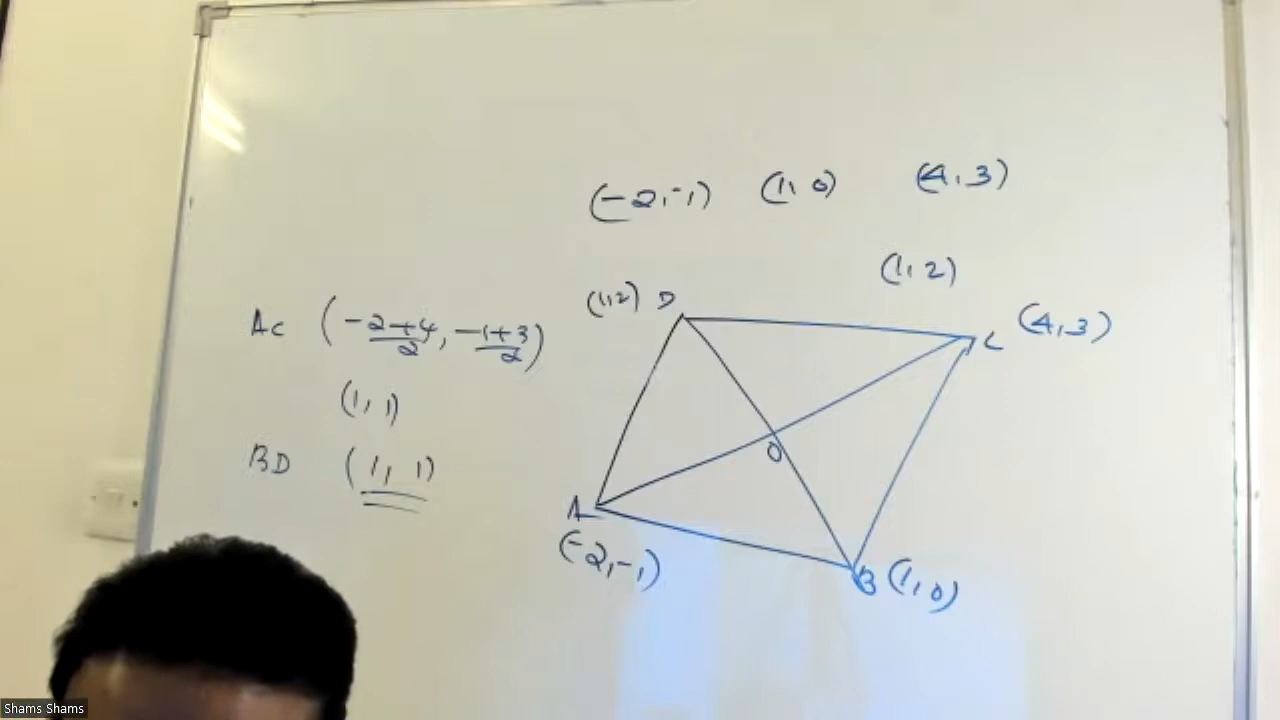 (-2,-1) (1, 0) (4, 3)
(1, 2)
(1,2) D
C (4, 3)
AC (-2+4/2, -1+3/2)
(1, 1)
BD (1, 1)
O
A
(-2,-1)
B (1, 0)
Shams Shams